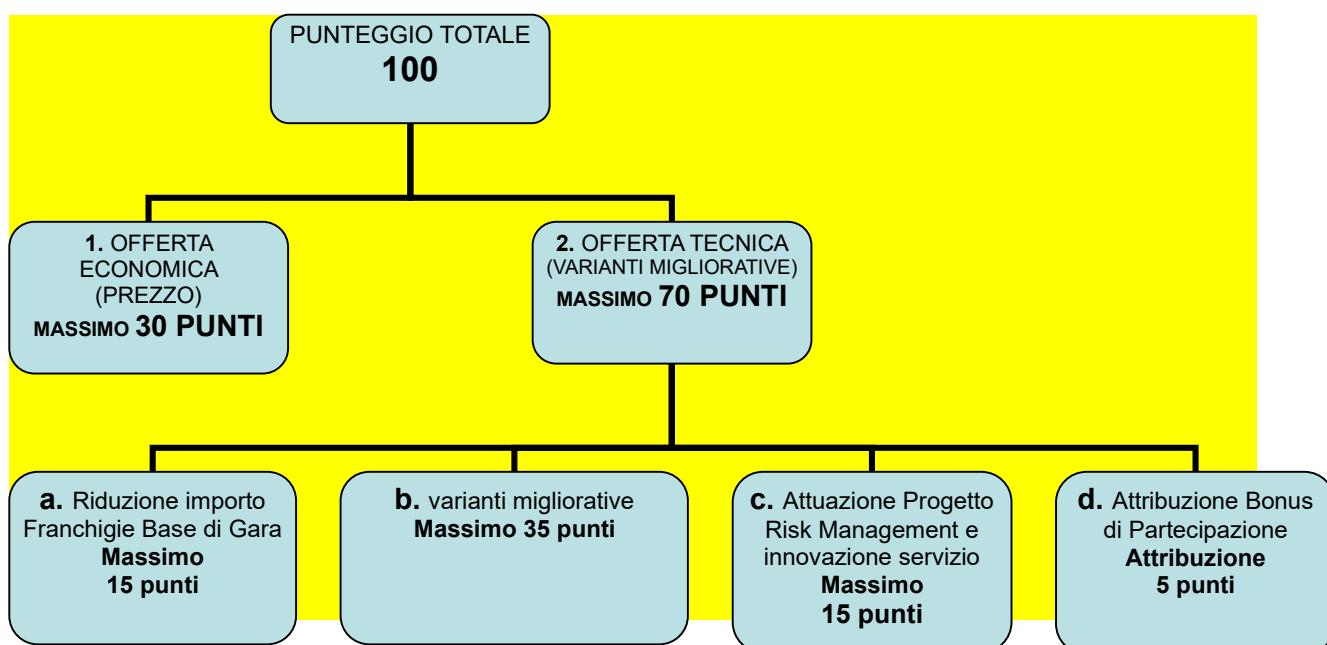 PUNTEGGIO TOTALE
100
1. OFFERTA
ECONOMICA
(PREZZO)
MASSIMO 30 PUNTI
2. OFFERTA TECNICA
(VARIANTI MIGLIORATIVE)
MASSIMO 70 PUNTI
a. Riduzione importo
Franchigie Base di Gara
Massimo
15 punti
b. varianti migliorative
Massimo 35 punti
c. Attuazione Progetto
Risk Management e
innovazione servizio
Massimo
15 punti
d. Attribuzione Bonus
di Partecipazione
Attribuzione
5 punti